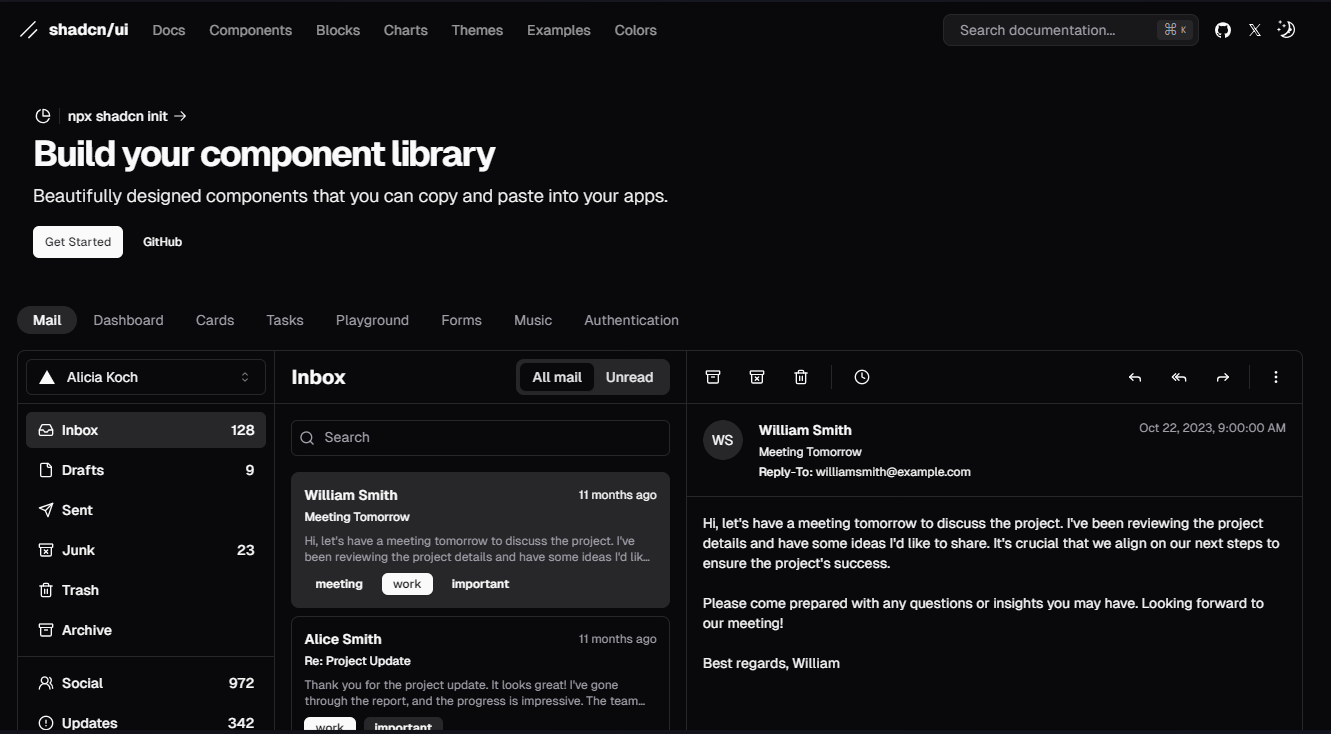 shadcn/ui Docs Components Blocks Charts Themes Examples Colors Search documentation... ⌘ K
npx shadcn init →
Build your component library
Beautifully designed components that you can copy and paste into your apps.
Get Started GitHub
Mail Dashboard Cards Tasks Playground Forms Music Authentication
Alicia Koch
Inbox 128
Drafts 9
Sent
Junk 23
Trash
Archive
Social 972
Updates 342
Inbox All mail Unread
Search
William Smith 11 months ago
Meeting Tomorrow
Hi, let's have a meeting tomorrow to discuss the project. I've
been reviewing the project details and have some ideas I'd lik...
meeting work important
Alice Smith 11 months ago
Re: Project Update
Thank you for the project update. It looks great! I've gone
through the report, and the progress is impressive. The team...
work important
WS
William Smith Oct 22, 2023, 9:00:00 AM
Meeting Tomorrow
Reply-To: williamsmith@example.com
Hi, let's have a meeting tomorrow to discuss the project. I've been reviewing the project
details and have some ideas I'd like to share. It's crucial that we align on our next steps to
ensure the project's success.
Please come prepared with any questions or insights you may have. Looking forward to
our meeting!
Best regards, William